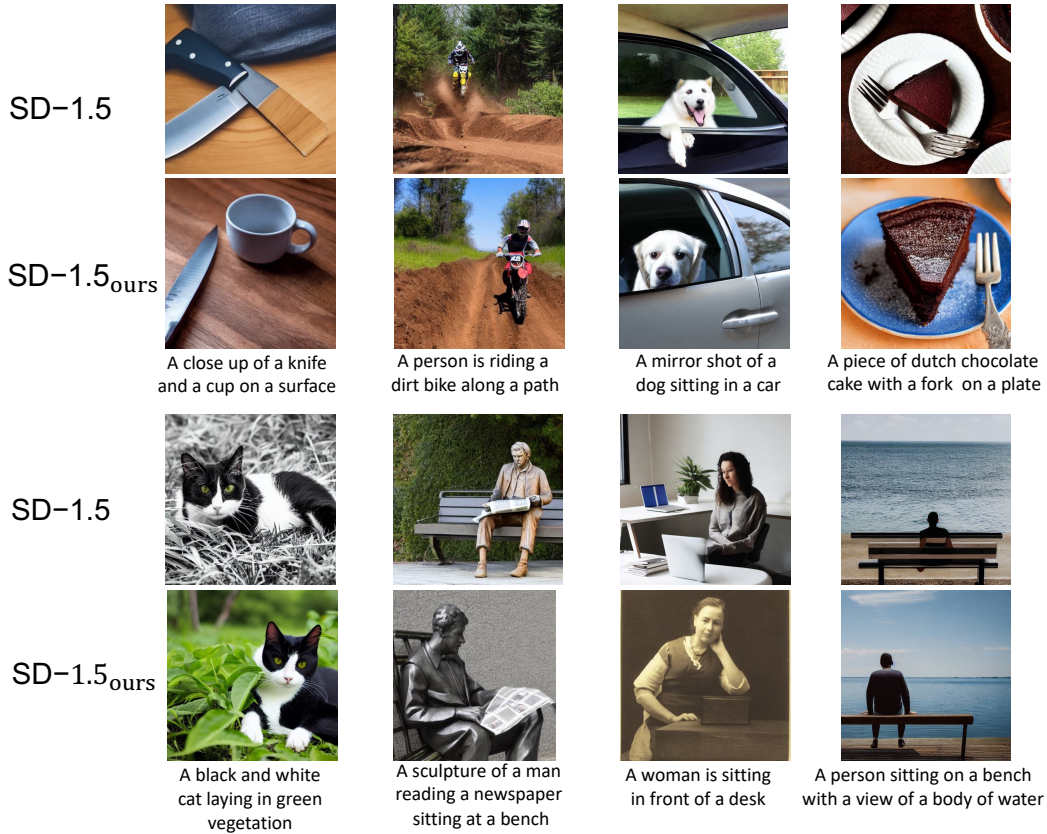 SD−1.5
SD−1.5ours
A close up of a knife
and a cup on a surface
A person is riding a
dirt bike along a path
A mirror shot of a
dog sitting in a car
A piece of dutch chocolate
cake with a fork on a plate
SD−1.5
SD−1.5ours
A black and white
cat laying in green
vegetation
A sculpture of a man
reading a newspaper
sitting at a bench
A woman is sitting
in front of a desk
A person sitting on a bench
with a view of a body of water